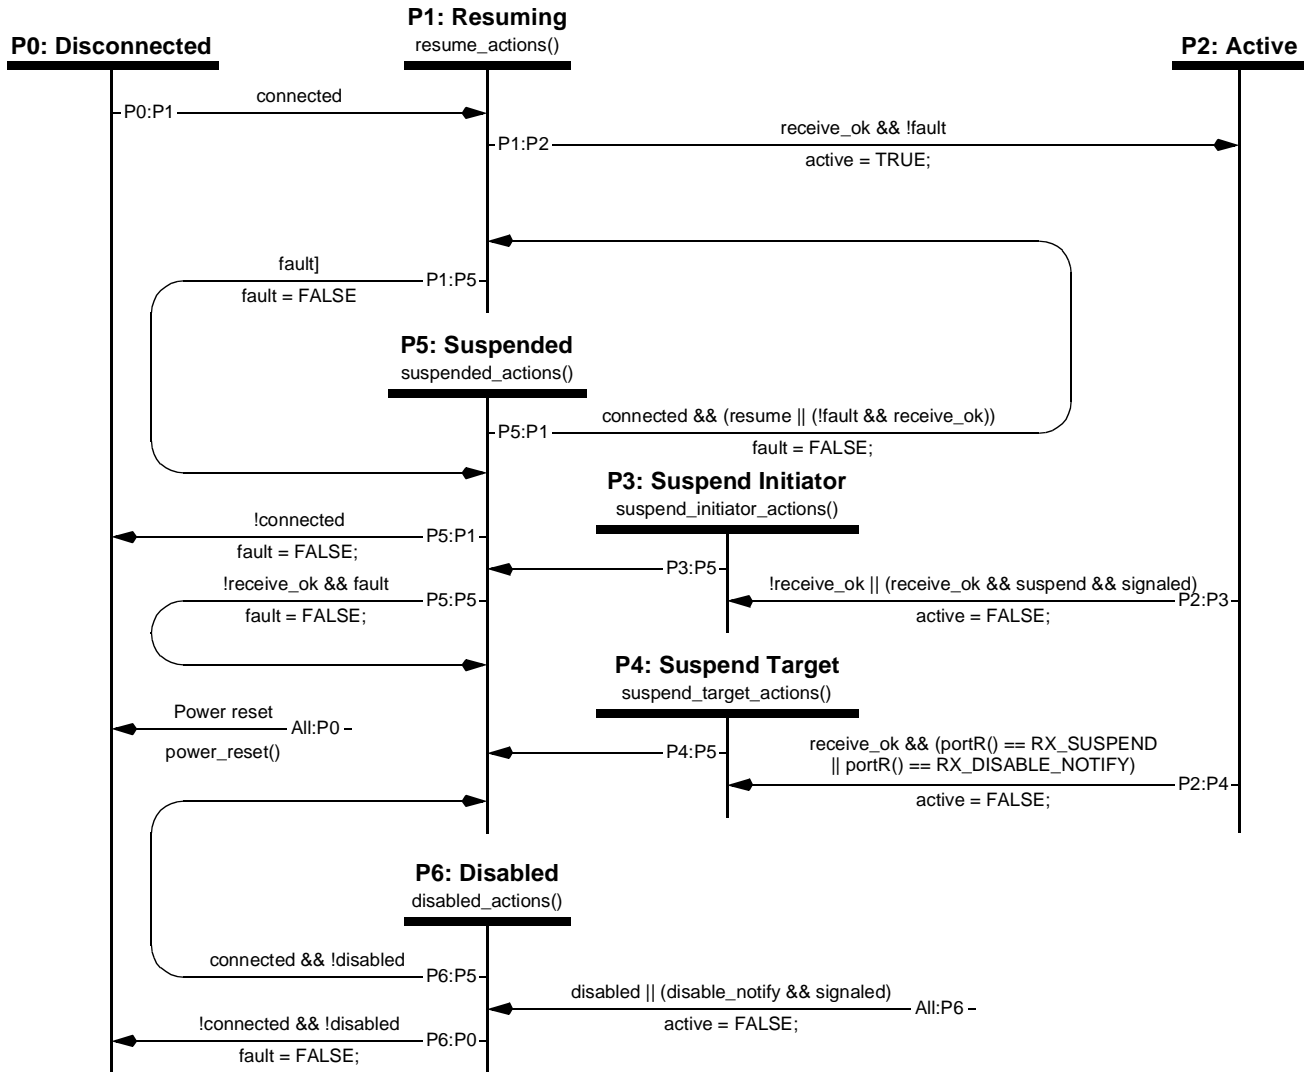 P1: Resuming
resume_actions()
P0: Disconnected
P2: Active
connected
P0:P1
receive_ok && !fault
P1:P2
active = TRUE;
fault]
P1:P5
fault = FALSE
P5: Suspended
suspended_actions()
connected && (resume || (!fault && receive_ok))
P5:P1
fault = FALSE;
P3: Suspend Initiator
suspend_initiator_actions()
!connected
P5:P1
fault = FALSE;
P3:P5
!receive_ok && fault
P5:P5
fault = FALSE;
!receive_ok || (receive_ok && suspend && signaled)
P2:P3
active = FALSE;
P4: Suspend Target
suspend_target_actions()
Power reset
All:P0
power_reset()
P4:P5
receive_ok && (portR() == RX_SUSPEND
|| portR() == RX_DISABLE_NOTIFY)
P2:P4
active = FALSE;
P6: Disabled
disabled_actions()
connected && !disabled
P6:P5
disabled || (disable_notify && signaled)
All:P6
active = FALSE;
!connected && !disabled
P6:P0
fault = FALSE;